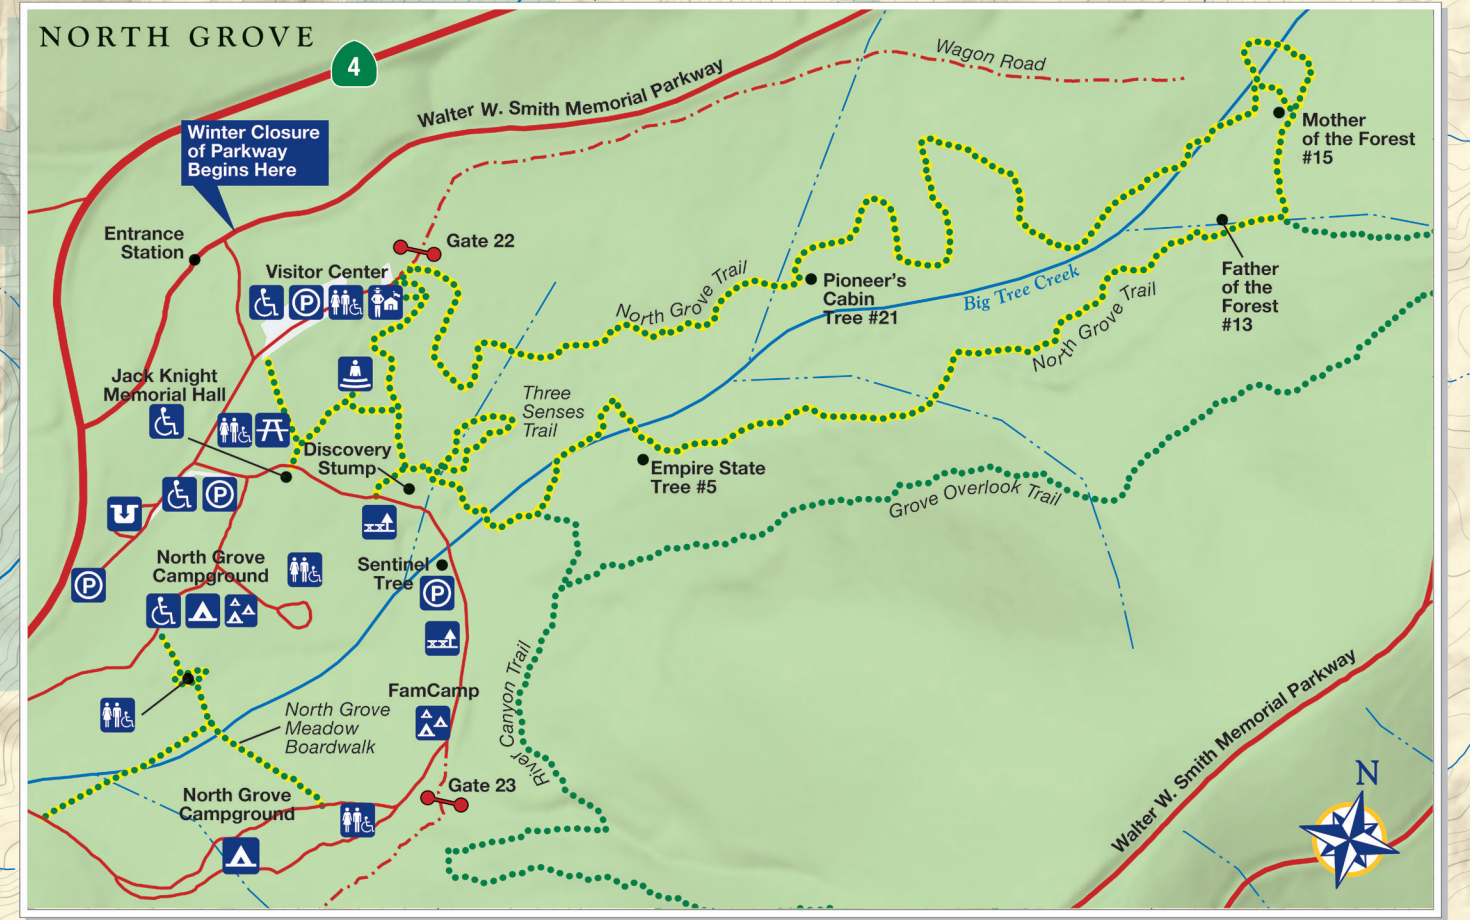 NORTH GROVE
4
Wagon Road
Walter W. Smith Memorial Parkway
Winter Closure
of Parkway
Begins Here
Mother
of the Forest
#15
Entrance
Station
Gate 22
Visitor Center
P
North Grove Trail
Pioneer's
Cabin
Tree #21
Big Tree Creek
Father
of the
Forest
#13
North Grove Trail
Jack Knight
Memorial Hall
Three
Senses
Trail
Discovery
Stump
Empire State
Tree #5
Grove Overlook Trail
P
P
North Grove
Campground
Sentinel
Tree
P
River Canyon Trail
FamCamp
North Grove
Meadow
Boardwalk
Walter W. Smith Memorial Parkway
N
Gate 23
North Grove
Campground